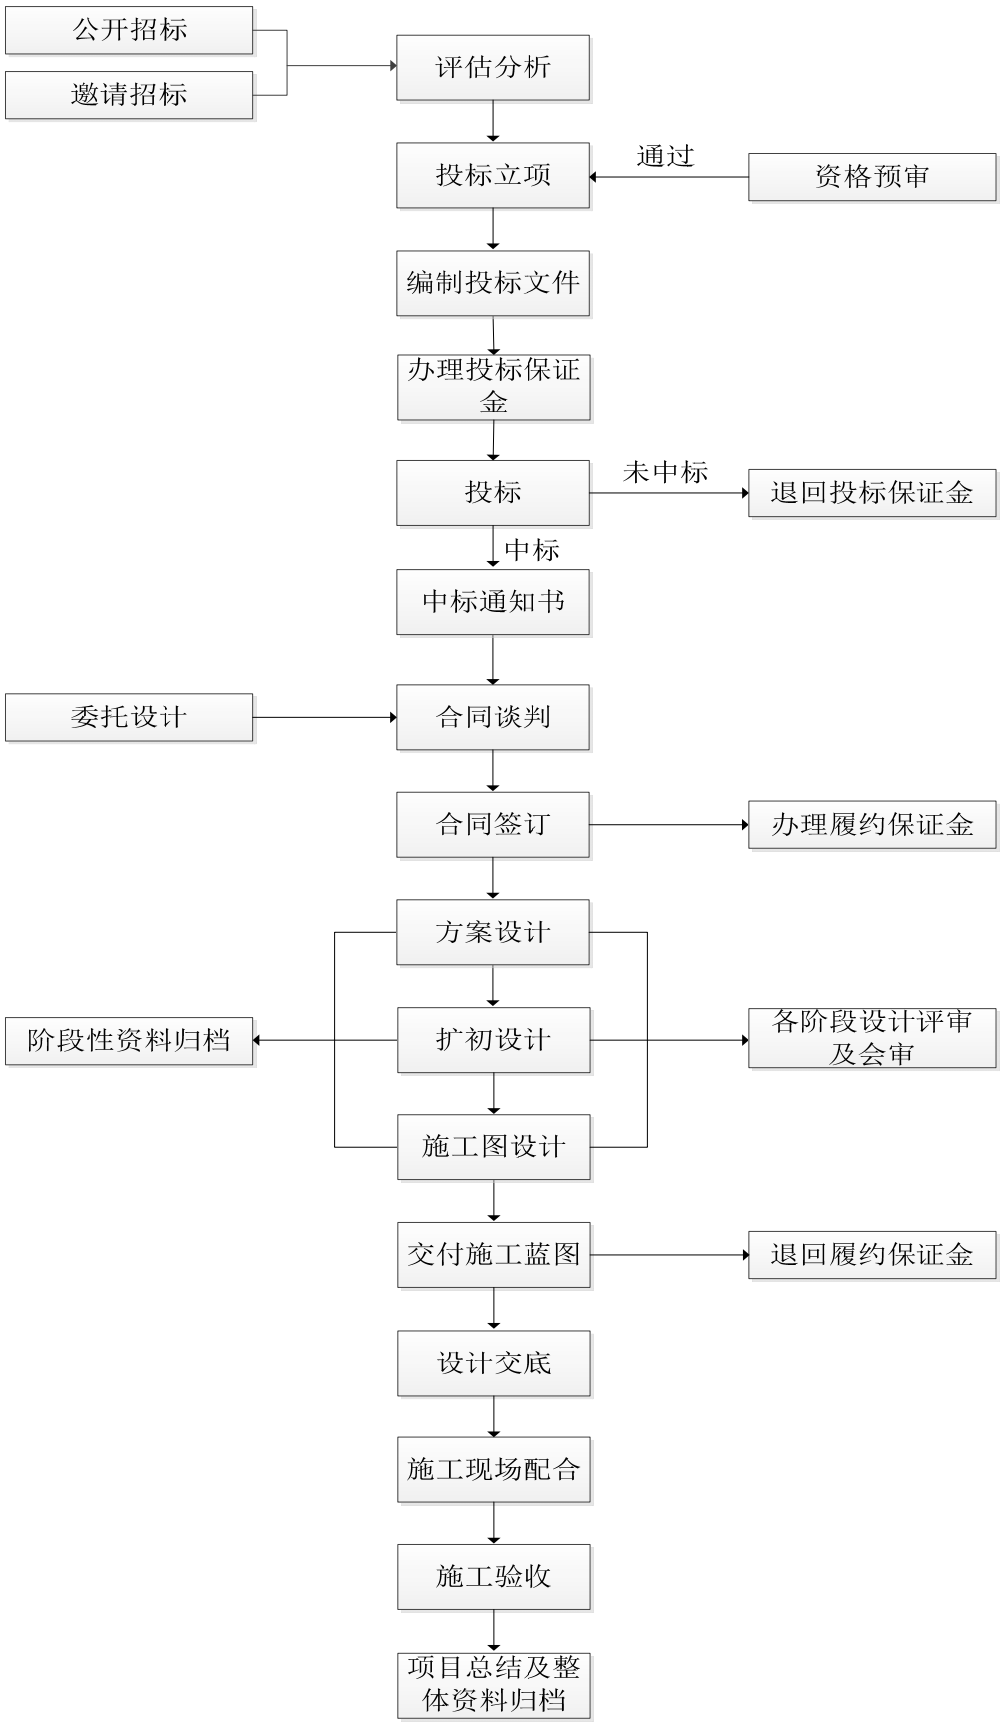 公开招标
邀请招标
评估分析
投标立项
通过
资格预审
编制投标文件
办理投标保证
金
投标
未中标
退回投标保证金
中标
中标通知书
委托设计
合同谈判
合同签订
办理履约保证金
方案设计
阶段性资料归档
扩初设计
各阶段设计评审
及会审
施工图设计
交付施工蓝图
退回履约保证金
设计交底
施工现场配合
施工验收
项目总结及整
体资料归档